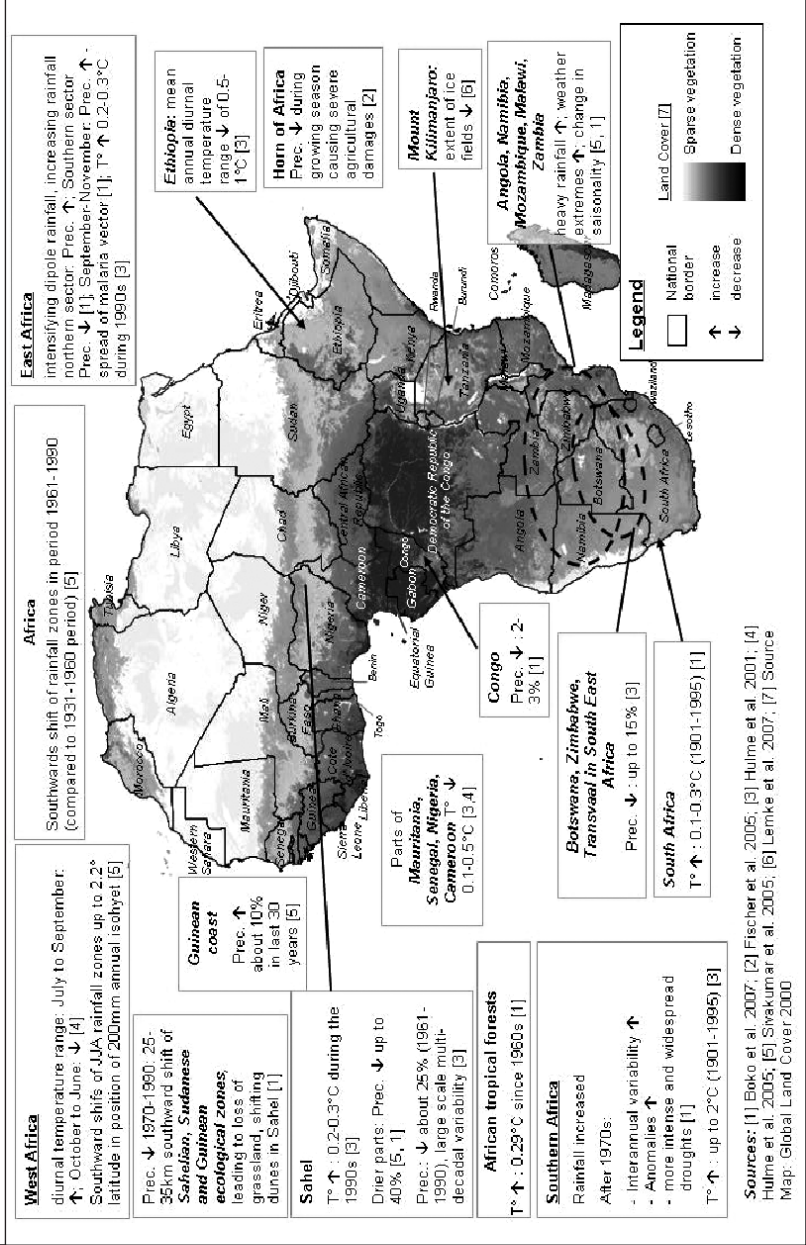 West Africa
diurnal temperature range: July to September:
↑; October to June: ↓ [4]
Southward shifs of JJA rainfall zones up to 2.2°
latitude in position of 200mm annual isohyet [5]
Africa
Southwards shift of rainfall zones in period 1961-1990
(compared to 1931-1960 period) [5]
East Africa
intensifying dipole rainfall, increasing rainfall
northern sector: Prec. ↑; Southern sector
Prec. ↓ [1]; September-November: Prec. ↑ -
spread of malaria vector [1]; T° ↑ 0.2-0.3°C
during 1990s [3]
Prec. ↓ 1970-1990: 25-
35km southward shift of
Sahelian, Sudanese
and Guinean
ecological zones,
leading to loss of
grassland, shifting
dunes in Sahel [1]
Guinean
coast
Prec. ↑
about 10%
in last 30
years [5]
Ethiopia: mean
annual diurnal
temperature
range ↓ of 0.5-
1°C [3]
Horn of Africa
Prec. ↓ during
growing season
causing severe
agricultural
damages [2]
Sahel
T° ↑ : 0.2-0.3°C during the
1990s [3]
Drier parts: Prec. ↓ up to
40% [5, 1]
Prec.: ↓ about 25% (1961-
1990), large scale multi-
decadal variability [3]
Parts of
Mauritania,
Senegal, Nigeria,
Cameroon T° ↓
0.1-0.5°C [3,4]
Mount
Kilimanjaro:
extent of ice
fields ↓ [6]
African tropical forests
T° ↑ : 0.29°C since 1960s [1]
Congo
Prec. ↓ : 2-
3% [1]
Angola, Namibia,
Mozambique, Malawi,
Zambia
heavy rainfall ↑; weather
extremes ↑; change in
saisonality [5, 1]
Southern Africa
Rainfall increased
After 1970s:
- Interannual variability ↑
- Anomalies ↑
- more intense and widespread
droughts [1]
T° ↑ : up to 2°C (1901-1995) [3]
Botswana, Zimbabwe,
Transvaal in South East
Africa
Prec. ↓ : up to 15% [3]
South Africa
T° ↑ : 0.1-0.3°C (1901-1995) [1]
Morocco
Tunisia
Algeria
Libya
Egypt
Western
Sahara
Mauritania
Mali
Niger
Chad
Sudan
Eritrea
Djibouti
Somalia
Ethiopia
Senegal
Guinea
Sierra
Leone
Liberia
Cote
Burkina
Faso
Ghana
Togo
Benin
Nigeria
Cameroon
Central African
Republic
Equatorial
Guinea
Gabon
Congo
Democratic Republic
of the Congo
Uganda
Kenya
Rwanda
Burundi
Tanzania
Comoros
Angola
Zambia
Malawi
Mozambique
Madagascar
Namibia
Botswana
Zimbabwe
South Africa
Swaziland
Lesotho
Legend
National
border
↑ increase
↓ decrease
Land Cover [7]
Sparse vegetation
Dense vegetation
Sources: [1] Boko et al. 2007; [2] Fischer et al. 2005; [3] Hulme et al. 2001; [4]
Hulme et al. 2005; [5] Sivakumar et al. 2005; [6] Lemke et al. 2007; [7] Source
Map: Global Land Cover 2000